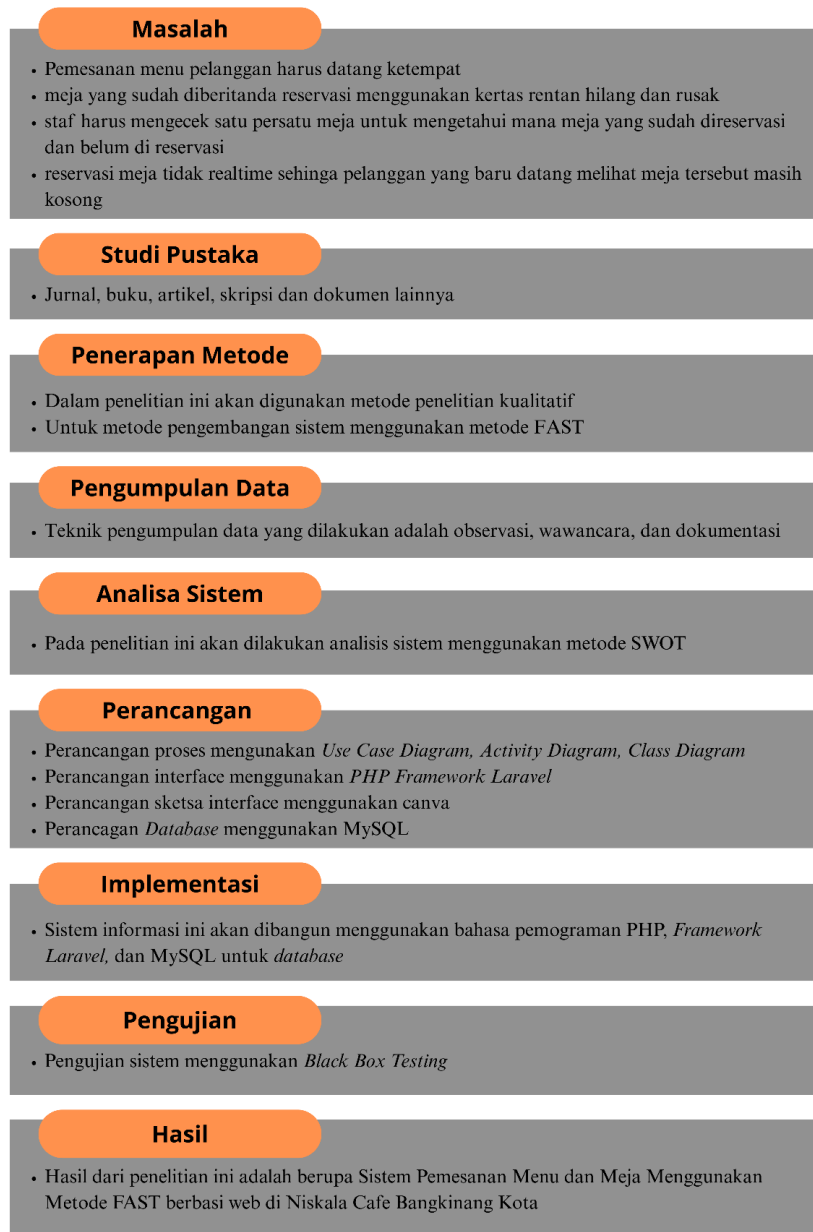 Masalah
• Pemesanan menu pelanggan harus datang ketempat
• meja yang sudah diberitanda reservasi menggunakan kertas rentan hilang dan rusak
• staf harus mengecek satu persatu meja untuk mengetahui mana meja yang sudah direservasi
dan belum di reservasi
• reservasi meja tidak realtime sehinga pelanggan yang baru datang melihat meja tersebut masih
kosong
Studi Pustaka
• Jurnal, buku, artikel, skripsi dan dokumen lainnya
Penerapan Metode
• Dalam penelitian ini akan digunakan metode penelitian kualitatif
• Untuk metode pengembangan sistem menggunakan metode FAST
Pengumpulan Data
• Teknik pengumpulan data yang dilakukan adalah observasi, wawancara, dan dokumentasi
Analisa Sistem
• Pada penelitian ini akan dilakukan analisis sistem menggunakan metode SWOT
Perancangan
• Perancangan proses mengunakan Use Case Diagram, Activity Diagram, Class Diagram
• Perancangan interface menggunakan PHP Framework Laravel
• Perancangan sketsa interface menggunakan canva
• Perancagan Database menggunakan MySQL
Implementasi
• Sistem informasi ini akan dibangun menggunakan bahasa pemograman PHP, Framework
Laravel, dan MySQL untuk database
Pengujian
• Pengujian sistem menggunakan Black Box Testing
Hasil
• Hasil dari penelitian ini adalah berupa Sistem Pemesanan Menu dan Meja Menggunakan
Metode FAST berbasi web di Niskala Cafe Bangkinang Kota